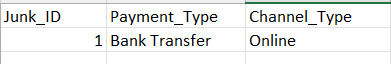 Junk_ID Payment_Type Channel_Type
1 Bank Transfer Online